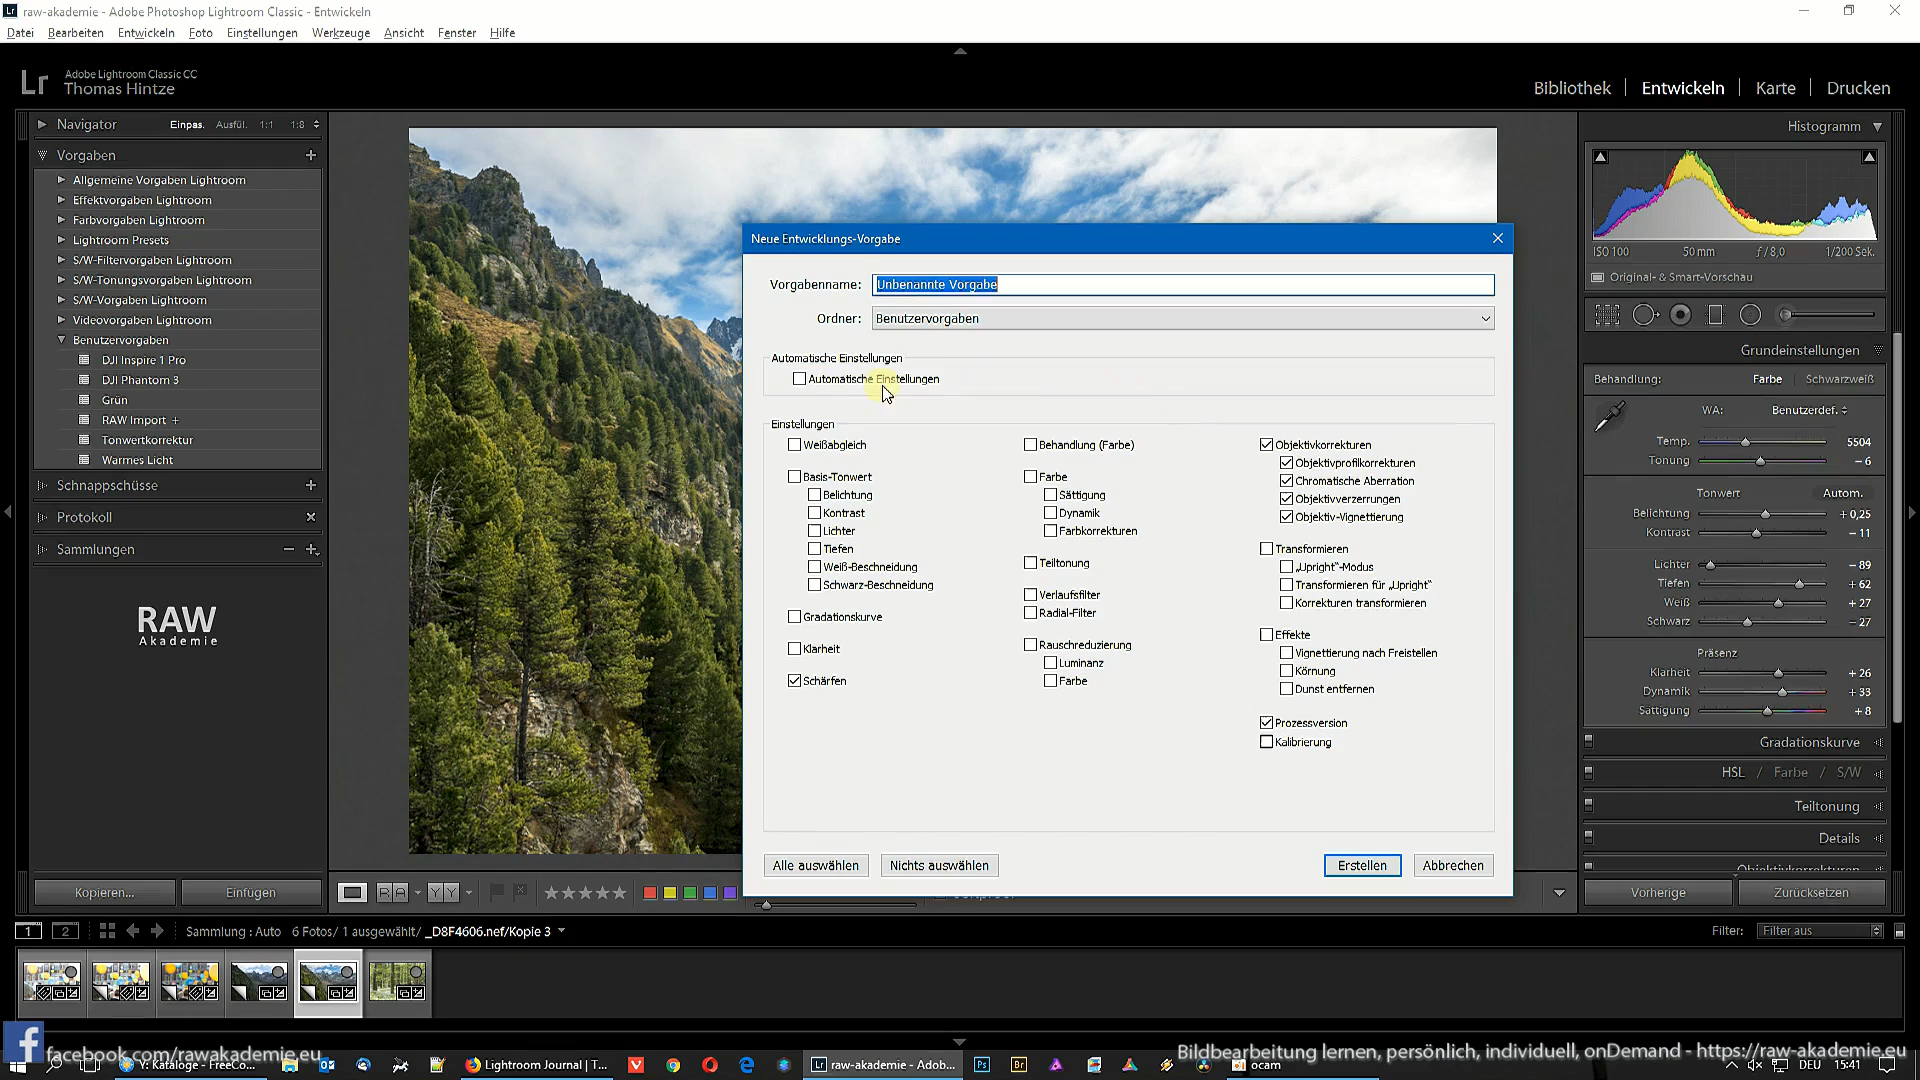 raw-akademie - Adobe Photoshop Lightroom Classic - Entwickeln
Datei Bearbeiten Entwickeln Foto Einstellungen Werkzeuge Ansicht Fenster Hilfe
Lr
Adobe Lightroom Classic CC
Thomas Hintze
Bibliothek | Entwickeln | Karte | Drucken
Navigator Einpas. Ausfül. 1:1 1:8
Vorgaben
Allgemeine Vorgaben Lightroom
Effektvorgaben Lightroom
Farbvorgaben Lightroom
Lightroom Presets
S/W-Filtervorgaben Lightroom
S/W-Tonungsvorgaben Lightroom
S/W-Vorgaben Lightroom
Videovorgaben Lightroom
Benutzervorgaben
DJI Inspire 1 Pro
DJI Phantom 3
Grün
RAW Import +
Tonwertkorrektur
Warmes Licht
Schnappschüsse
Protokoll
Sammlungen
RAW
Akademie
Kopieren... Einfügen
Neue Entwicklungs-Vorgabe
Vorgabenname: Unbenannte Vorgabe
Ordner: Benutzervorgaben
Automatische Einstellungen
Automatische Einstellungen
Einstellungen
Weißabgleich
Basis-Tonwert
Belichtung
Kontrast
Lichter
Tiefen
Weiß-Beschneidung
Schwarz-Beschneidung
Gradationskurve
Klarheit
Schärfen
Behandlung (Farbe)
Farbe
Sättigung
Dynamik
Farbkorrekturen
Teiltonung
Verlaufsfilter
Radial-Filter
Rauschreduzierung
Luminanz
Farbe
Objektivkorrekturen
Objektivprofilkorrekturen
Chromatische Aberration
Objektivverzerrungen
Objektiv-Vignettierung
Transformieren
„Upright“-Modus
Transformieren für „Upright“
Korrekturen transformieren
Effekte
Vignettierung nach Freistellen
Körnung
Dunst entfernen
Prozessversion
Kalibrierung
Alle auswählen Nichts auswählen Erstellen Abbrechen
Histogramm
ISO 100 50 mm ƒ / 8,0 1/200 Sek.
Original- & Smart-Vorschau
Grundeinstellungen
Behandlung: Farbe Schwarzweiß
WA: Benutzerdef.
Temp. 5504
Tonung - 6
Tonwert Autom.
Belichtung + 0,25
Kontrast - 11
Lichter - 89
Tiefen + 62
Weiß + 27
Schwarz - 27
Präsenz
Klarheit + 26
Dynamik + 33
Sättigung + 8
Gradationskurve
HSL / Farbe / S/W
Teiltonung
Details
Objektivkorrekturen
Vorherige Zurücksetzen
R A Y Y
1 2 Sammlung : Auto 6 Fotos/ 1 ausgewählt/ _D8F4606.nef/Kopie 3
Filter: Filter aus
facebook.com/rawakademie.eu
Bildbearbeitung lernen, persönlich, individuell, onDemand - https://raw-akademie.eu
Y: Kataloge - FreeCo... Lightroom Journal | T... raw-akademie - Adob... Ps Br ocam DEU 15:41